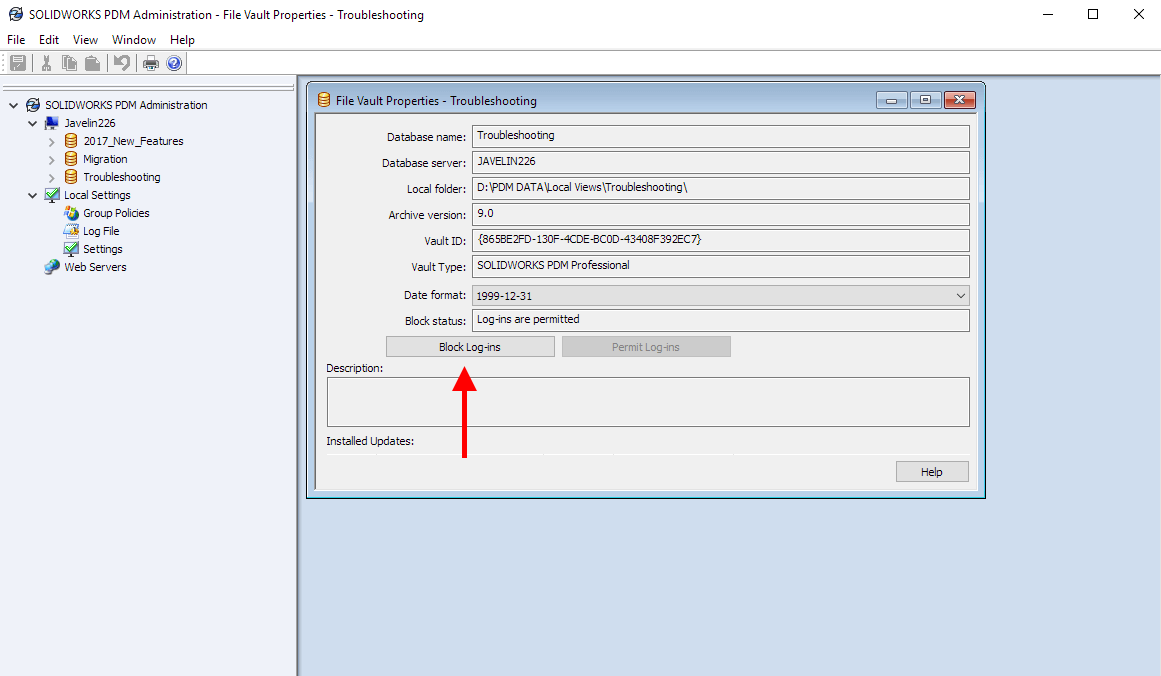 SOLIDWORKS PDM Administration - File Vault Properties - Troubleshooting
File Edit View Window Help
SOLIDWORKS PDM Administration
Javelin226
2017_New_Features
Migration
Troubleshooting
Local Settings
Group Policies
Log File
Settings
Web Servers
File Vault Properties - Troubleshooting
Database name: Troubleshooting
Database server: JAVELIN226
Local folder: D:\PDM DATA\Local Views\Troubleshooting\
Archive version: 9.0
Vault ID: {865BE2FD-130F-4CDE-BC0D-43408F392EC7}
Vault Type: SOLIDWORKS PDM Professional
Date format: 1999-12-31
Block status: Log-ins are permitted
Block Log-ins Permit Log-ins
Description:
Installed Updates:
Help